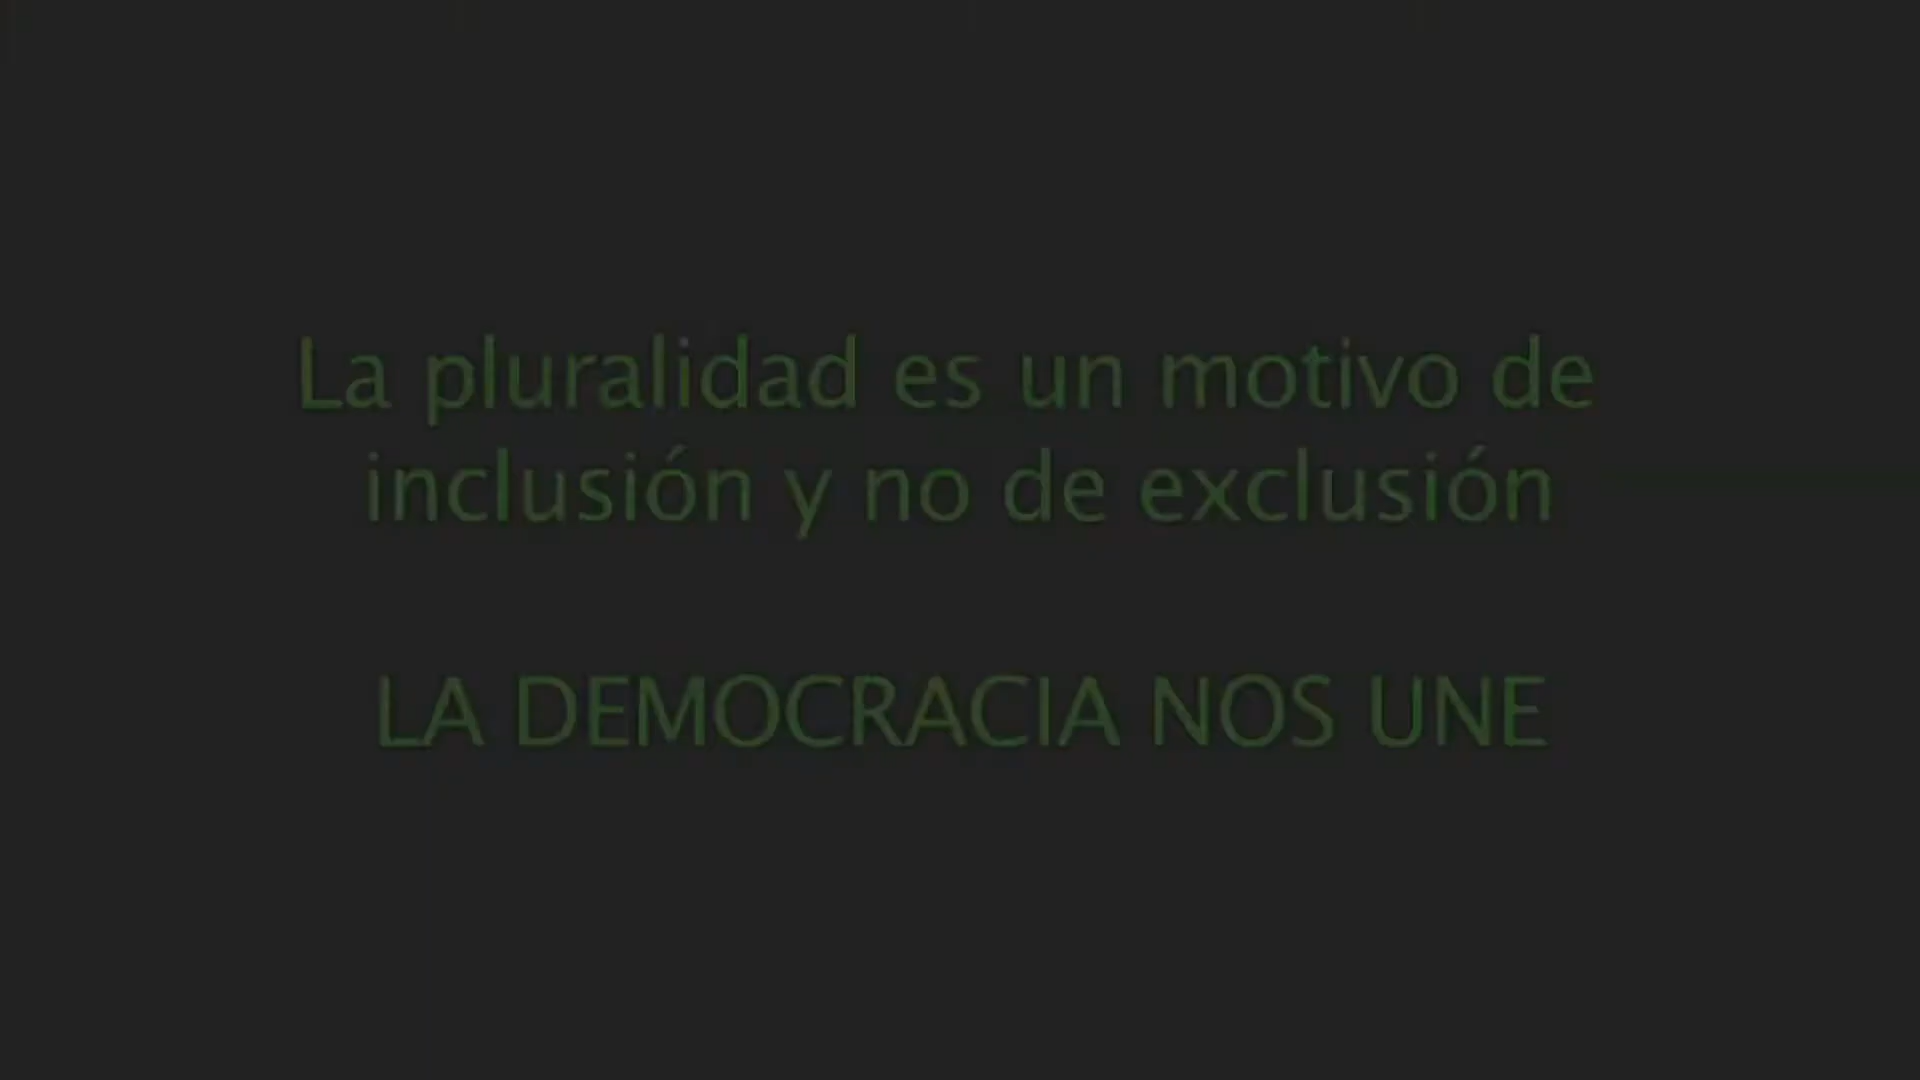 La pluralidad es un motivo de
inclusión y no de exclusión
LA DEMOCRACIA NOS UNE